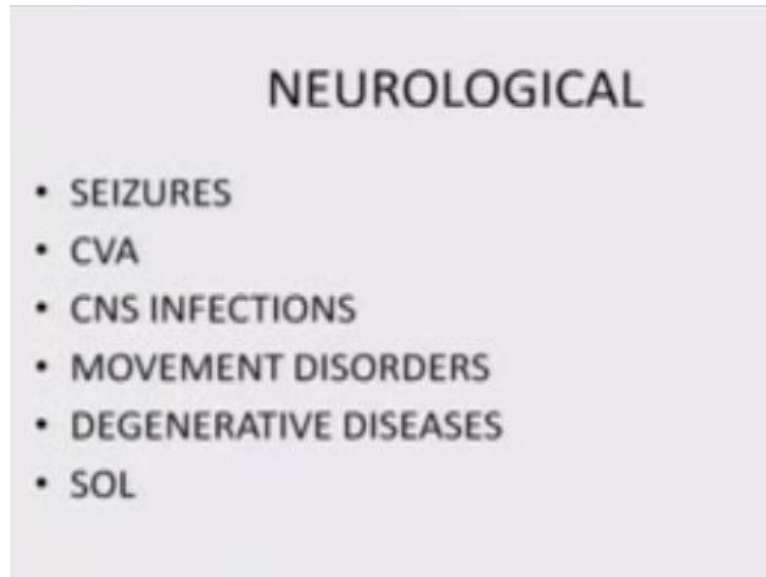 NEUROLOGICAL
• SEIZURES
• CVA
• CNS INFECTIONS
• MOVEMENT DISORDERS
• DEGENERATIVE DISEASES
• SOL